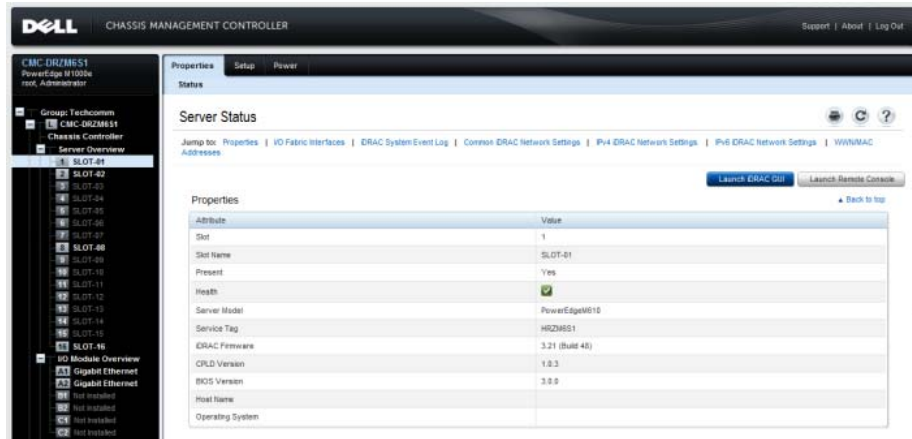 DELL
CHASSIS MANAGEMENT CONTROLLER
Support | About | Log Out
CMC-DRZM6S1
PowerEdge M1000e
root, Administrator
Properties Setup Power
Status
Group: Techcomm
CMC-DRZM6S1
Chassis Controller
Server Overview
1 SLOT-01
2 SLOT-02
3 SLOT-03
4 SLOT-04
5 SLOT-05
6 SLOT-06
7 SLOT-07
8 SLOT-08
9 SLOT-09
10 SLOT-10
11 SLOT-11
12 SLOT-12
13 SLOT-13
14 SLOT-14
15 SLOT-15
16 SLOT-16
I/O Module Overview
A1 Gigabit Ethernet
A2 Gigabit Ethernet
B1 Not Installed
B2 Not Installed
C1 Not Installed
C2 Not Installed
Server Status
Jump to: Properties | I/O Fabric Interfaces | iDRAC System Event Log | Common iDRAC Network Settings | IPv4 iDRAC Network Settings | IPv6 iDRAC Network Settings | WWN/MAC
Addresses
Launch iDRAC GUI Launch Remote Console
Properties
Back to top
Attribute Value
Slot 1
Slot Name SLOT-01
Present Yes
Health
Server Model PowerEdgeM610
Service Tag HRZM6S1
iDRAC Firmware 3.21 (Build 48)
CPLD Version 1.0.3
BIOS Version 3.0.0
Host Name
Operating System